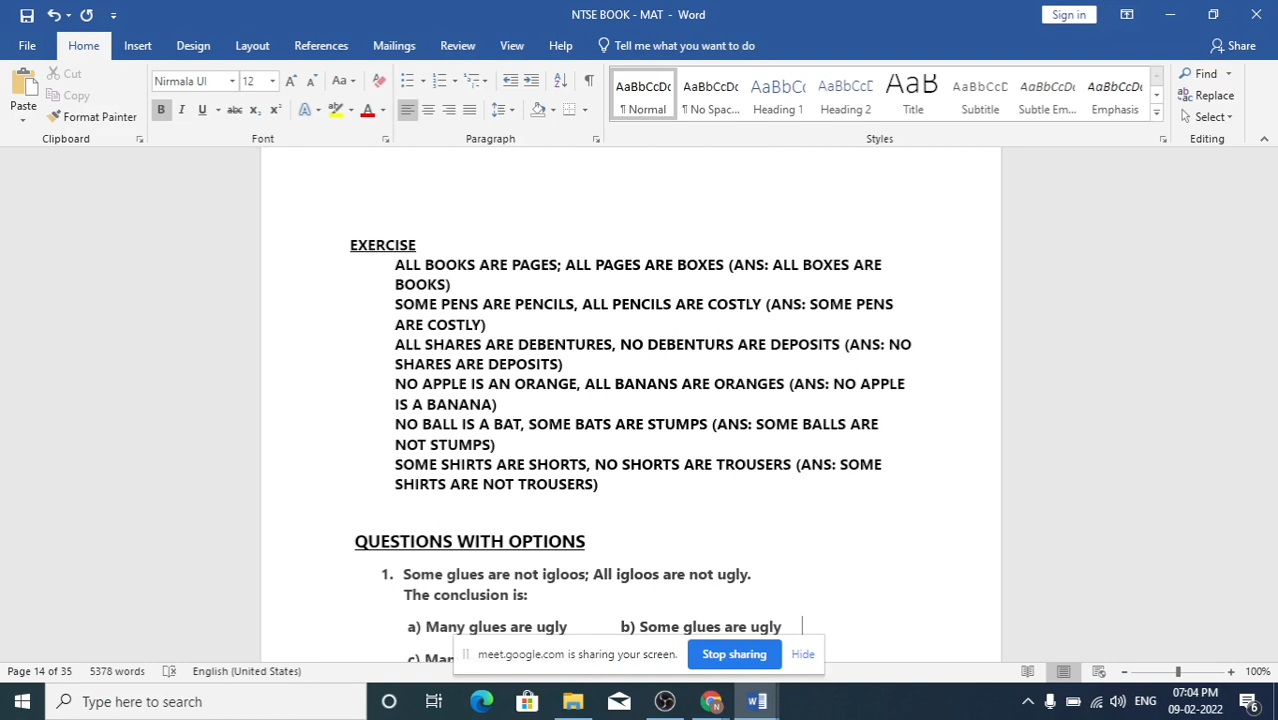 NTSE BOOK - MAT - Word
Sign in
File Home Insert Design Layout References Mailings Review View Help Tell me what you want to do Share
Paste
Cut
Copy
Format Painter
Clipboard
Nirmala UI 12
Font
Paragraph
AaBbCcDc ¶ Normal
AaBbCcDc ¶ No Spac...
AaBbCc Heading 1
AaBbCcC Heading 2
AaB Title
AaBbCcC Subtitle
AaBbCcDc Subtle Em...
AaBbCcDc Emphasis
Styles
Find
Replace
Select
Editing
EXERCISE
ALL BOOKS ARE PAGES; ALL PAGES ARE BOXES (ANS: ALL BOXES ARE
BOOKS)
SOME PENS ARE PENCILS, ALL PENCILS ARE COSTLY (ANS: SOME PENS
ARE COSTLY)
ALL SHARES ARE DEBENTURES, NO DEBENTURS ARE DEPOSITS (ANS: NO
SHARES ARE DEPOSITS)
NO APPLE IS AN ORANGE, ALL BANANS ARE ORANGES (ANS: NO APPLE
IS A BANANA)
NO BALL IS A BAT, SOME BATS ARE STUMPS (ANS: SOME BALLS ARE
NOT STUMPS)
SOME SHIRTS ARE SHORTS, NO SHORTS ARE TROUSERS (ANS: SOME
SHIRTS ARE NOT TROUSERS)
QUESTIONS WITH OPTIONS
1. Some glues are not igloos; All igloos are not ugly.
The conclusion is:
a) Many glues are ugly b) Some glues are ugly
meet.google.com is sharing your screen. Stop sharing Hide
Page 14 of 35 5378 words English (United States) 100%
Type here to search
ENG
07:04 PM
09-02-2022
6